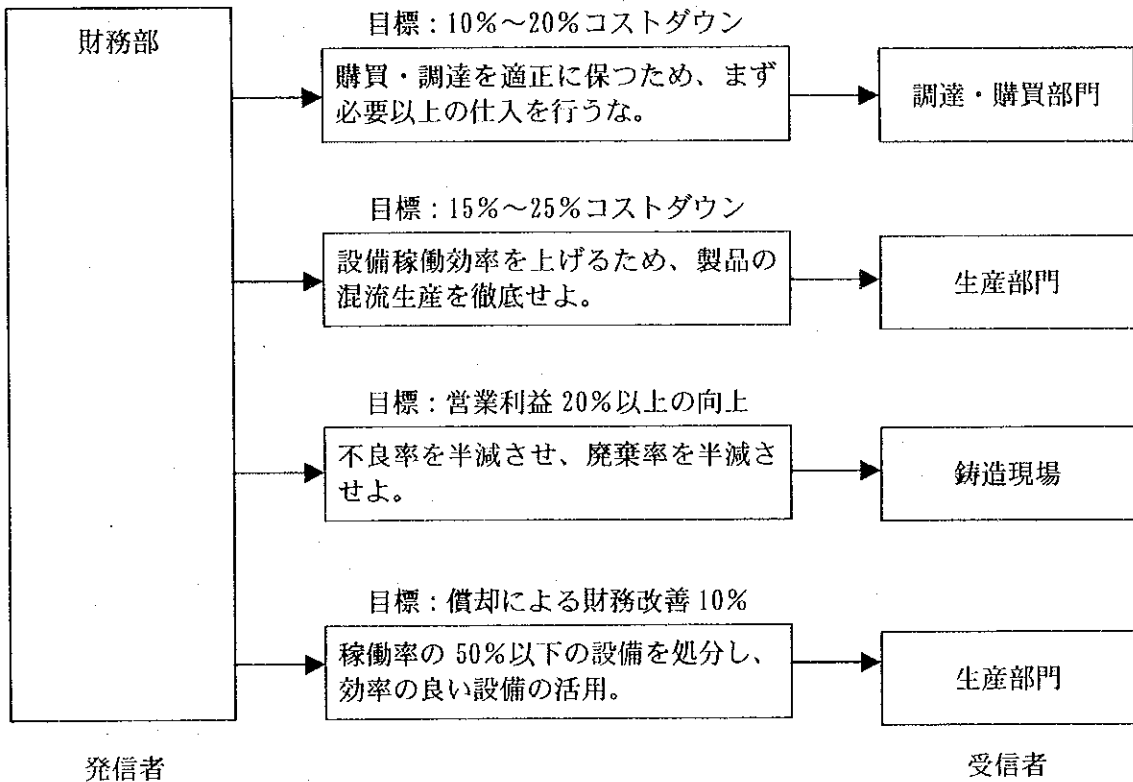 財務部
目標：10％～20％コストダウン
購買・調達を適正に保つため、まず
必要以上の仕入を行うな。
調達・購買部門
目標：15％～25％コストダウン
設備稼働効率を上げるため、製品の
混流生産を徹底せよ。
生産部門
目標：営業利益 20％以上の向上
不良率を半減させ、廃棄率を半減さ
せよ。
鋳造現場
目標：償却による財務改善 10％
稼働率の 50％以下の設備を処分し、
効率の良い設備の活用。
生産部門
発信者
受信者